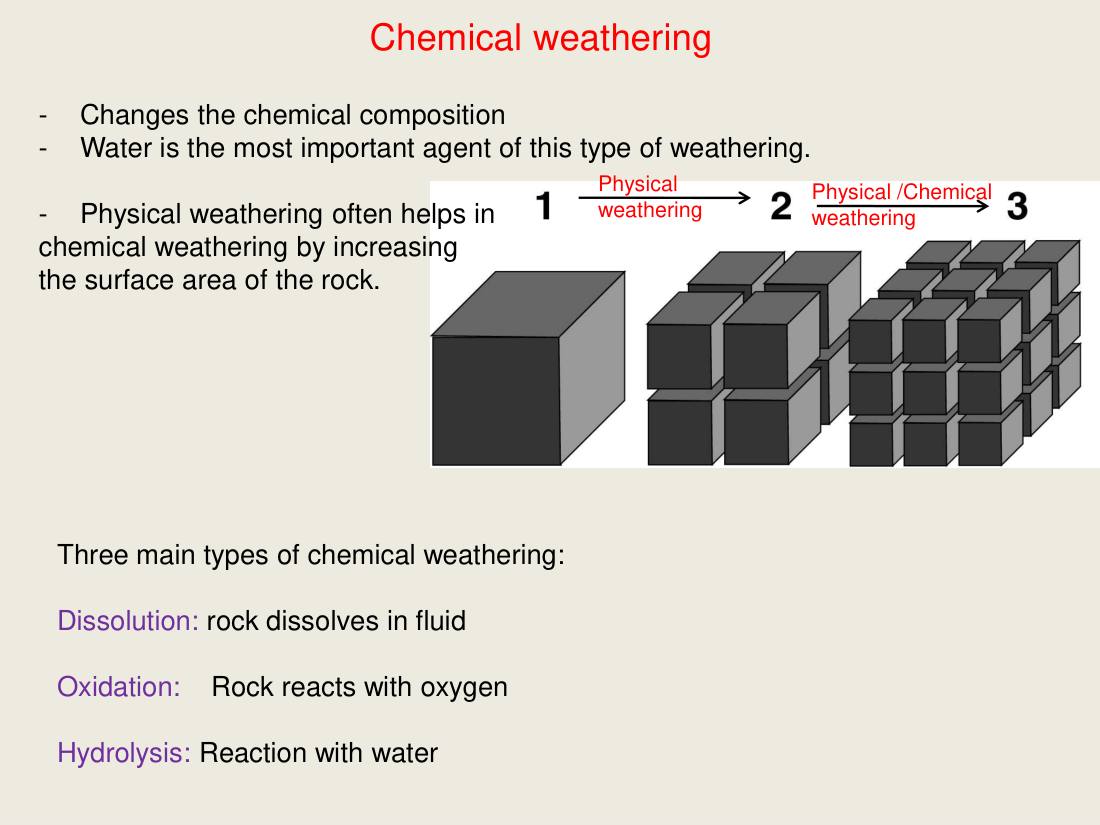 Chemical weathering
- Changes the chemical composition
- Water is the most important agent of this type of weathering.
- Physical weathering often helps in
chemical weathering by increasing
the surface area of the rock.
1
Physical
weathering
2
Physical /Chemical
weathering
3
Three main types of chemical weathering:
Dissolution: rock dissolves in fluid
Oxidation: Rock reacts with oxygen
Hydrolysis: Reaction with water